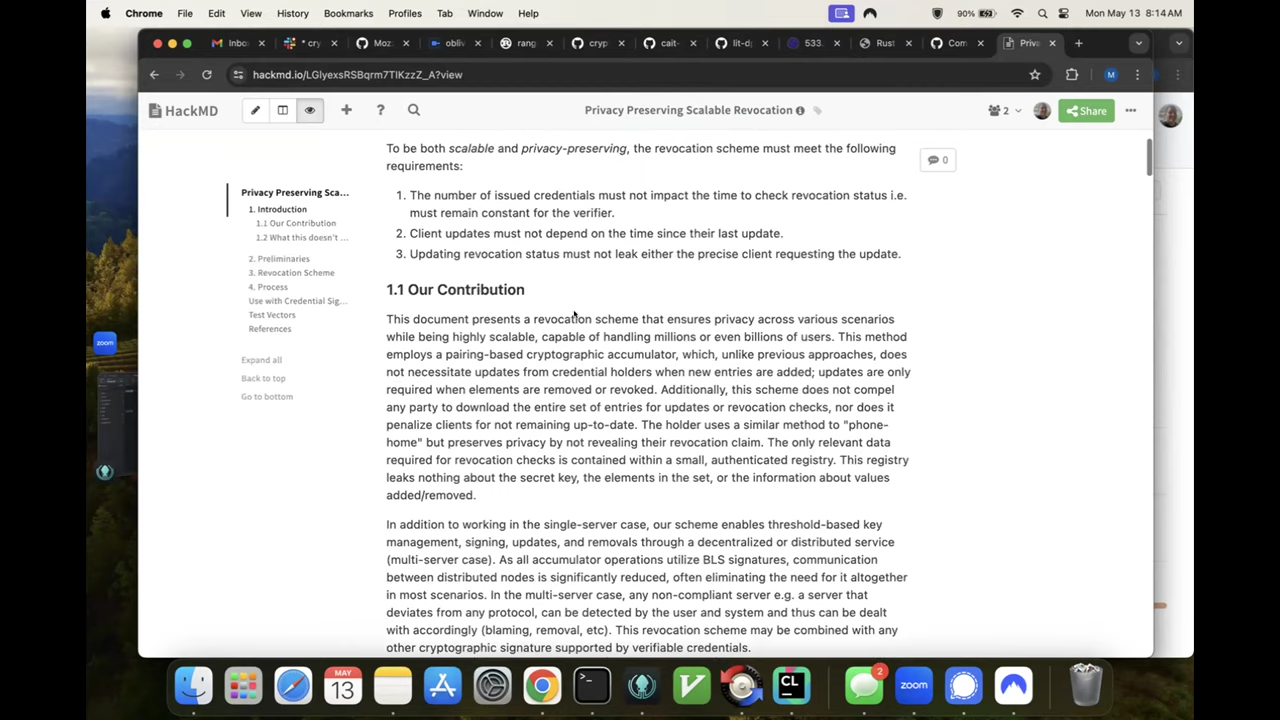 Chrome File Edit View History Bookmarks Profiles Tab Window Help 90% Mon May 13 8:14 AM
Inbo * cry Moz obliv rang cryp cait- lit-d 533. Rust Com Priva
hackmd.io/LGlyexsRSBqrm7TlKzzZ_A?view
M
HackMD
Privacy Preserving Scalable Revocation
2
Share
To be both scalable and privacy-preserving, the revocation scheme must meet the following
requirements:
0
1. The number of issued credentials must not impact the time to check revocation status i.e.
must remain constant for the verifier.
2. Client updates must not depend on the time since their last update.
3. Updating revocation status must not leak either the precise client requesting the update.
Privacy Preserving Sca...
1. Introduction
1.1 Our Contribution
1.2 What this doesn't ...
2. Preliminaries
3. Revocation Scheme
4. Process
Use with Credential Sig...
Test Vectors
References
Expand all
Back to top
Go to bottom
1.1 Our Contribution
This document presents a revocation scheme that ensures privacy across various scenarios
while being highly scalable, capable of handling millions or even billions of users. This method
employs a pairing-based cryptographic accumulator, which, unlike previous approaches, does
not necessitate updates from credential holders when new entries are added; updates are only
required when elements are removed or revoked. Additionally, this scheme does not compel
any party to download the entire set of entries for updates or revocation checks, nor does it
penalize clients for not remaining up-to-date. The holder uses a similar method to "phone-
home" but preserves privacy by not revealing their revocation claim. The only relevant data
required for revocation checks is contained within a small, authenticated registry. This registry
leaks nothing about the secret key, the elements in the set, or the information about values
added/removed.
In addition to working in the single-server case, our scheme enables threshold-based key
management, signing, updates, and removals through a decentralized or distributed service
(multi-server case). As all accumulator operations utilize BLS signatures, communication
between distributed nodes is significantly reduced, often eliminating the need for it altogether
in most scenarios. In the multi-server case, any non-compliant server e.g. a server that
deviates from any protocol, can be detected by the user and system and thus can be dealt
with accordingly (blaming, removal, etc). This revocation scheme may be combined with any
other cryptographic signature supported by verifiable credentials.
zoom
MAY
13
CL
2
zoom